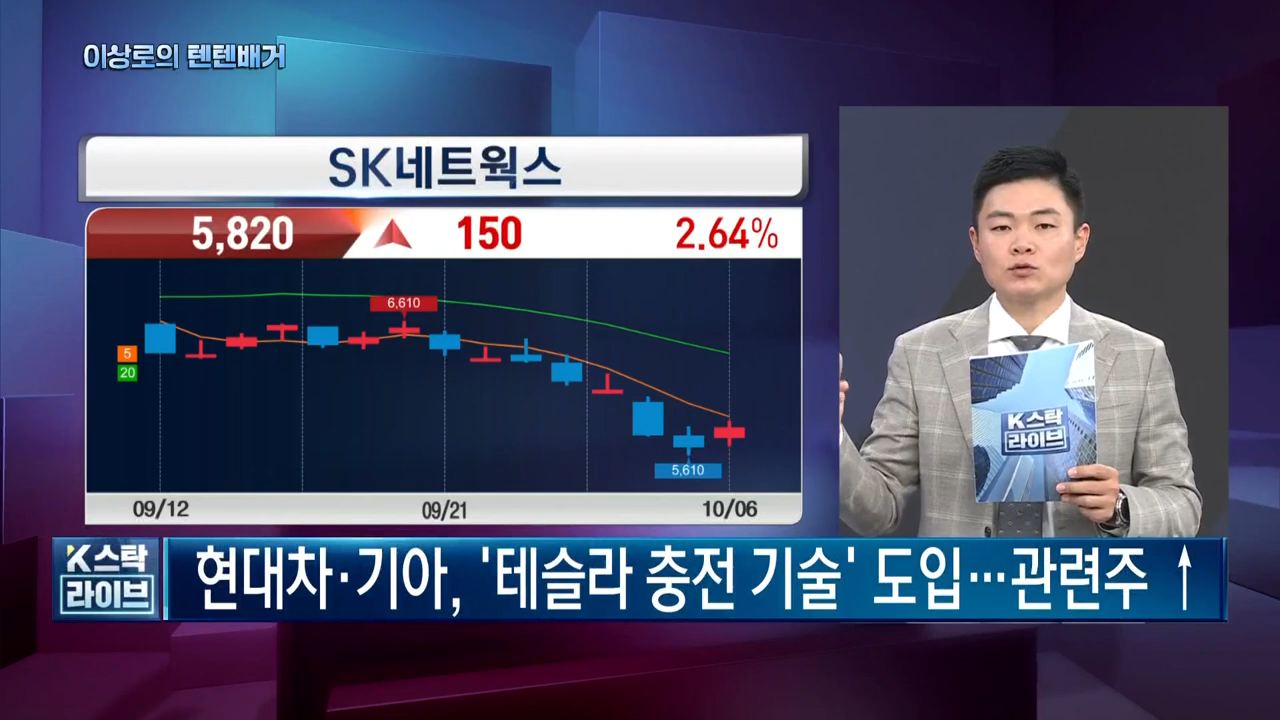 이상로의 텐텐배거
SK네트웍스
5,820 150 2.64%
6,610
5
20
5,610
09/12 09/21 10/06
K스탁
라이브
K스탁
라이브
현대차·기아, '테슬라 충전 기술' 도입…관련주 ↑